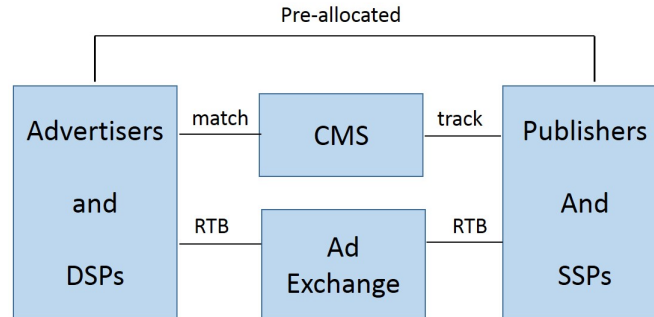 Pre-allocated
Advertisers
and
DSPs
match
CMS
track
RTB
Ad
Exchange
RTB
Publishers
And
SSPs